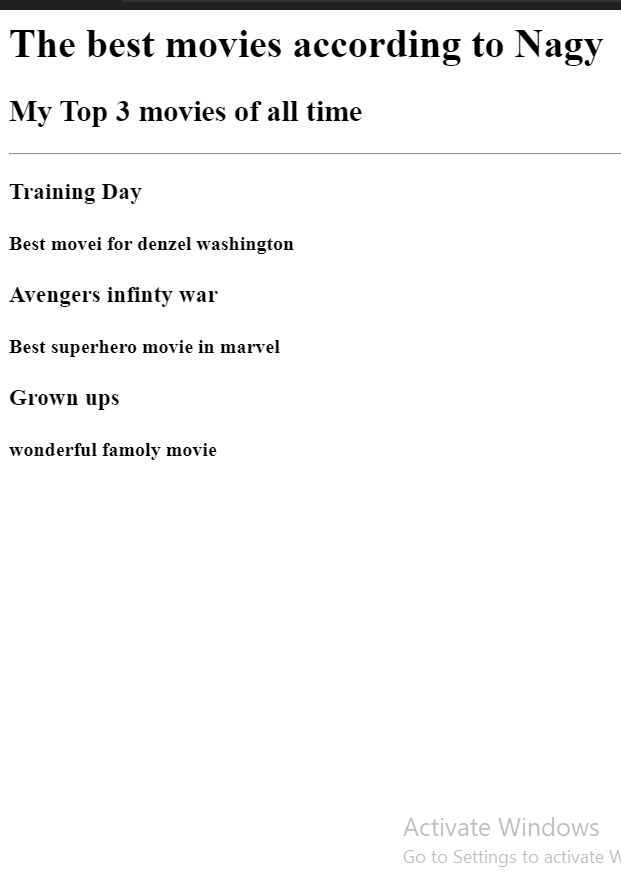 The best movies according to Nagy
My Top 3 movies of all time
Training Day
Best movei for denzel washington
Avengers infinty war
Best superhero movie in marvel
Grown ups
wonderful famoly movie
Activate Windows
Go to Settings to activate W